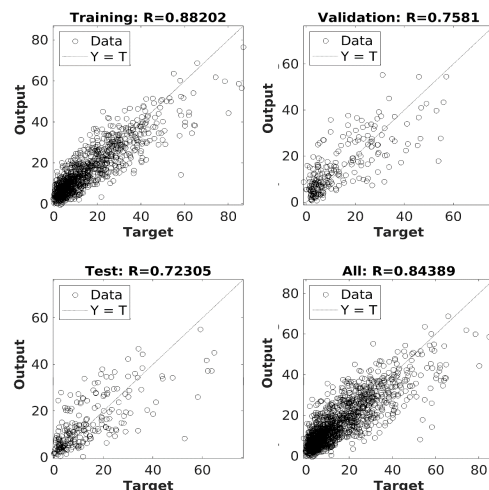 Training: R=0.88202
Data
Y = T
Output
80
60
40
20
0
0 20 40 60 80
Target
Validation: R=0.7581
Data
Y = T
Output
60
40
20
0
0 20 40 60
Target
Test: R=0.72305
Data
Y = T
Output
60
40
20
0
0 20 40 60
Target
All: R=0.84389
Data
Y = T
Output
80
60
40
20
0
0 20 40 60 80
Target